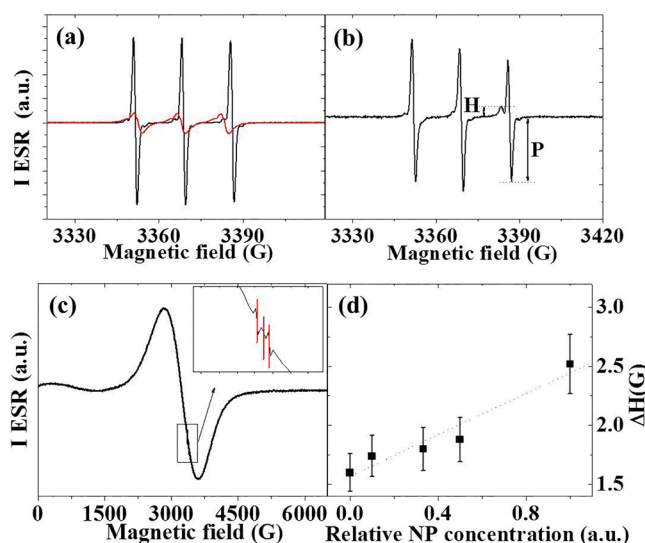 (a)
(b)
I ESR (a.u.)
H
P
3330 3360 3390
3330 3360 3390 3420
Magnetic field (G)
Magnetic field (G)
(c)
(d)
I ESR (a.u.)
3.0
2.5
2.0
1.5
ΔH(G)
0 1500 3000 4500 6000
0.0 0.4 0.8
Magnetic field (G)
Relative NP concentration (a.u.)